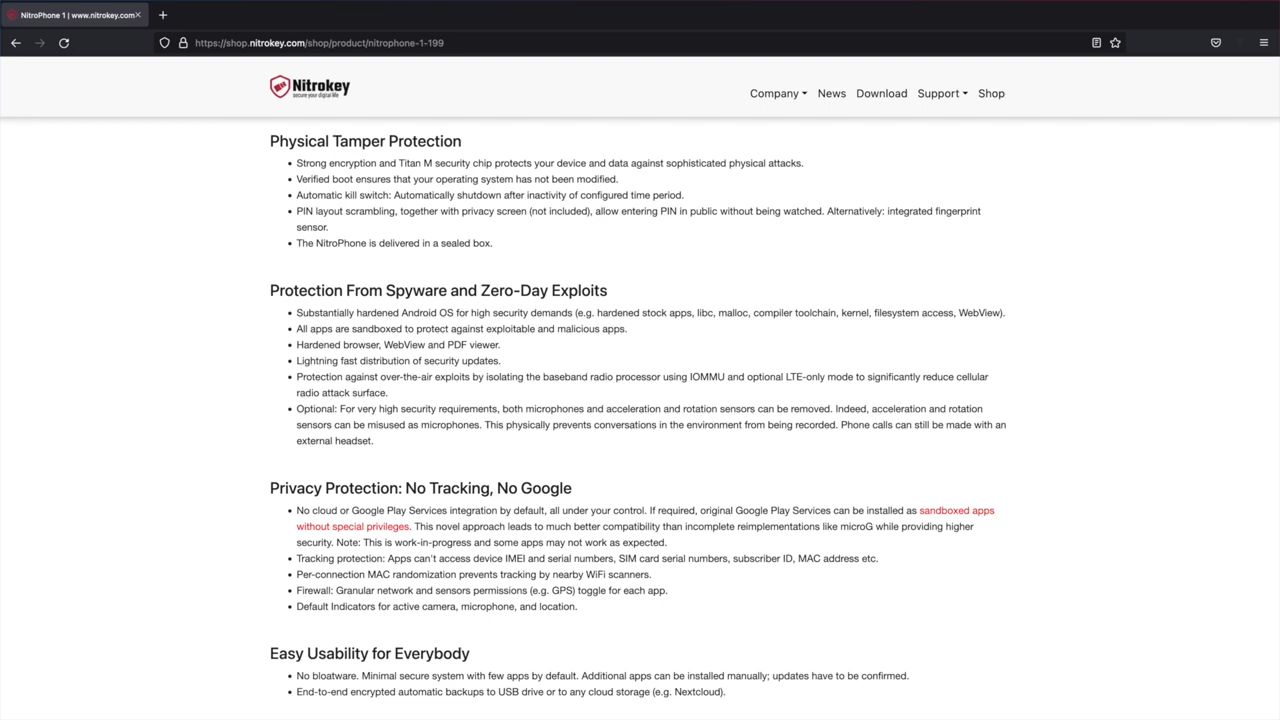 NitroPhone 1 | www.nitrokey.com
https://shop.nitrokey.com/shop/product/nitrophone-1-199
Nitrokey
secure your digital life
Company News Download Support Shop
Physical Tamper Protection
Strong encryption and Titan M security chip protects your device and data against sophisticated physical attacks.
Verified boot ensures that your operating system has not been modified.
Automatic kill switch: Automatically shutdown after inactivity of configured time period.
PIN layout scrambling, together with privacy screen (not included), allow entering PIN in public without being watched. Alternatively: integrated fingerprint
sensor.
The NitroPhone is delivered in a sealed box.
Protection From Spyware and Zero-Day Exploits
Substantially hardened Android OS for high security demands (e.g. hardened stock apps, libc, malloc, compiler toolchain, kernel, filesystem access, WebView).
All apps are sandboxed to protect against exploitable and malicious apps.
Hardened browser, WebView and PDF viewer.
Lightning fast distribution of security updates.
Protection against over-the-air exploits by isolating the baseband radio processor using IOMMU and optional LTE-only mode to significantly reduce cellular
radio attack surface.
Optional: For very high security requirements, both microphones and acceleration and rotation sensors can be removed. Indeed, acceleration and rotation
sensors can be misused as microphones. This physically prevents conversations in the environment from being recorded. Phone calls can still be made with an
external headset.
Privacy Protection: No Tracking, No Google
No cloud or Google Play Services integration by default, all under your control. If required, original Google Play Services can be installed as sandboxed apps
without special privileges. This novel approach leads to much better compatibility than incomplete reimplementations like microG while providing higher
security. Note: This is work-in-progress and some apps may not work as expected.
Tracking protection: Apps can't access device IMEI and serial numbers, SIM card serial numbers, subscriber ID, MAC address etc.
Per-connection MAC randomization prevents tracking by nearby WiFi scanners.
Firewall: Granular network and sensors permissions (e.g. GPS) toggle for each app.
Default Indicators for active camera, microphone, and location.
Easy Usability for Everybody
No bloatware. Minimal secure system with few apps by default. Additional apps can be installed manually; updates have to be confirmed.
End-to-end encrypted automatic backups to USB drive or to any cloud storage (e.g. Nextcloud).